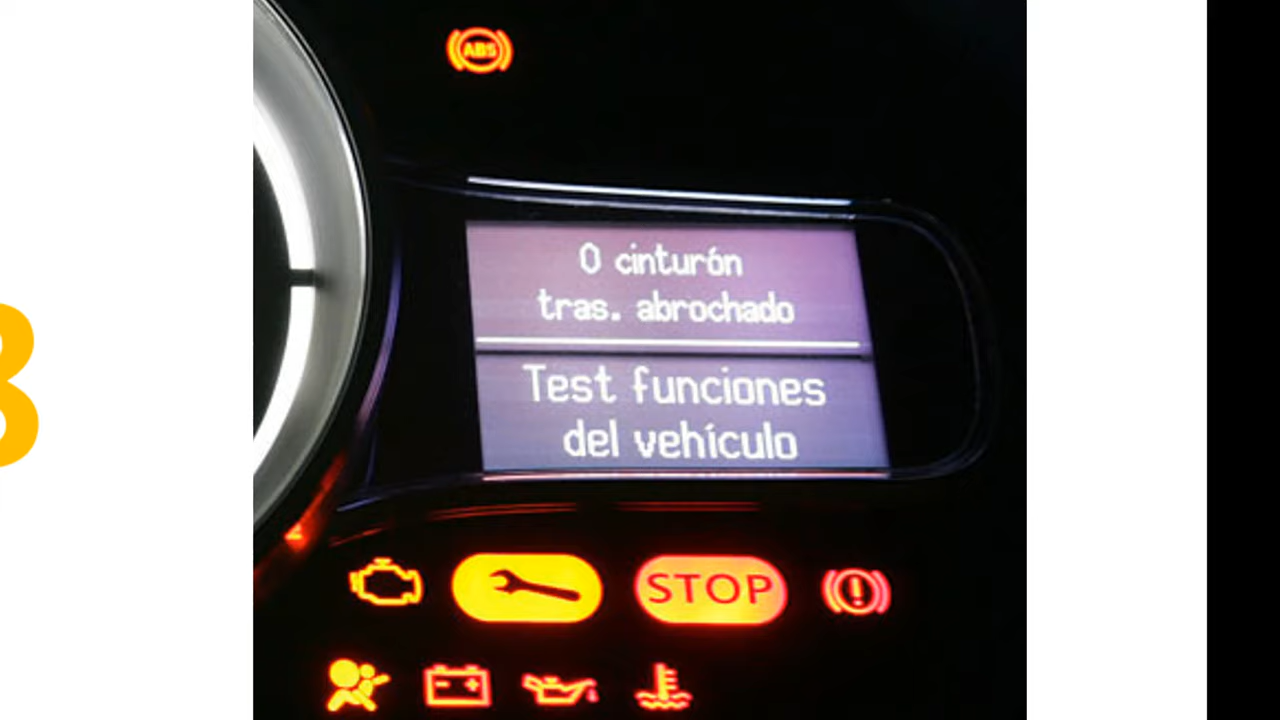 ABS
0 cinturón
tras. abrochado
Test funciones
del vehículo
STOP